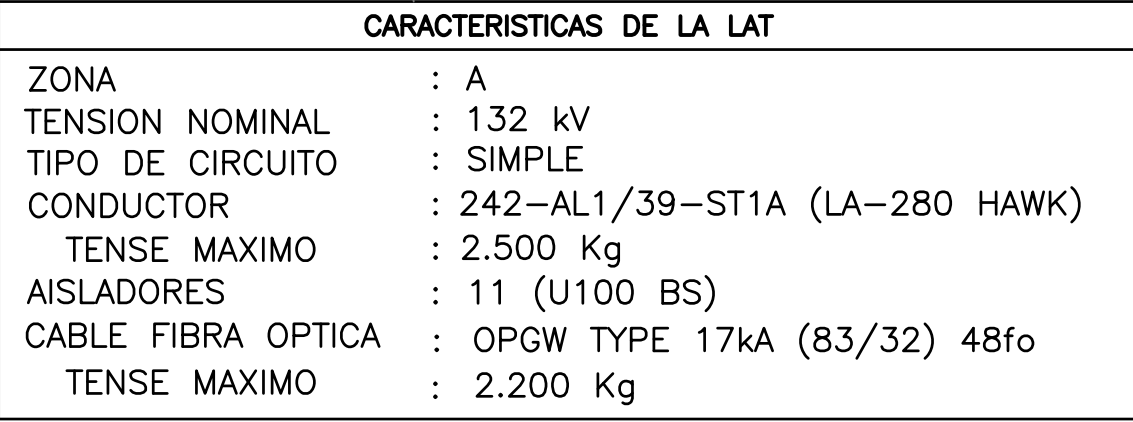 CARACTERISTICAS DE LA LAT
ZONA : A
TENSION NOMINAL : 132 kV
TIPO DE CIRCUITO : SIMPLE
CONDUCTOR : 242-AL1/39-ST1A (LA-280 HAWK)
TENSE MAXIMO : 2.500 Kg
AISLADORES : 11 (U100 BS)
CABLE FIBRA OPTICA : OPGW TYPE 17kA (83/32) 48fo
TENSE MAXIMO : 2.200 Kg